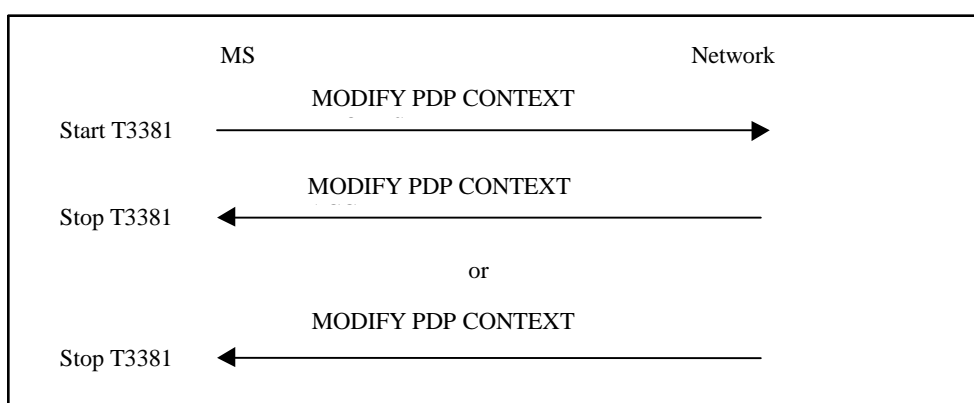 MS Network
MODIFY PDP CONTEXT
Start T3381
MODIFY PDP CONTEXT
Stop T3381
or
MODIFY PDP CONTEXT
Stop T3381